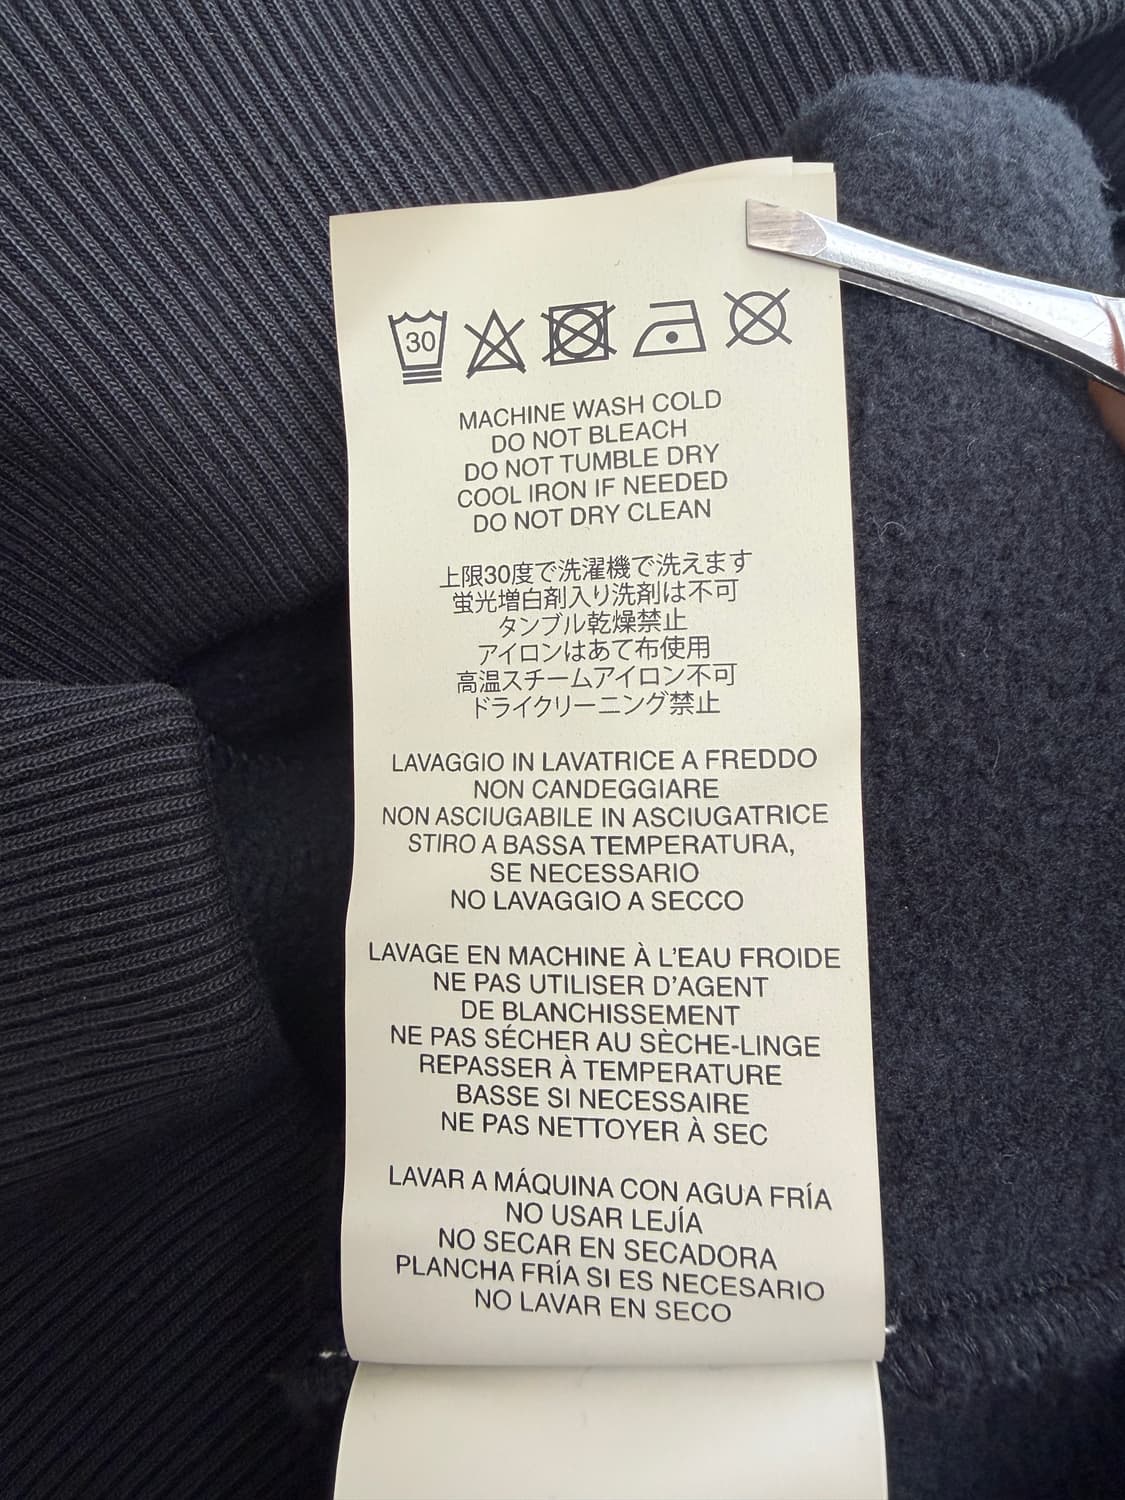 30
MACHINE WASH COLD
DO NOT BLEACH
DO NOT TUMBLE DRY
COOL IRON IF NEEDED
DO NOT DRY CLEAN
上限30度で洗濯機で洗えます
蛍光増白剤入り洗剤は不可
タンブル乾燥禁止
アイロンはあて布使用
高温スチームアイロン不可
ドライクリーニング禁止
LAVAGGIO IN LAVATRICE A FREDDO
NON CANDEGGIARE
NON ASCIUGABILE IN ASCIUGATRICE
STIRO A BASSA TEMPERATURA,
SE NECESSARIO
NO LAVAGGIO A SECCO
LAVAGE EN MACHINE À L'EAU FROIDE
NE PAS UTILISER D'AGENT
DE BLANCHISSEMENT
NE PAS SÉCHER AU SÈCHE-LINGE
REPASSER À TEMPERATURE
BASSE SI NECESSAIRE
NE PAS NETTOYER À SEC
LAVAR A MÁQUINA CON AGUA FRÍA
NO USAR LEJÍA
NO SECAR EN SECADORA
PLANCHA FRÍA SI ES NECESARIO
NO LAVAR EN SECO